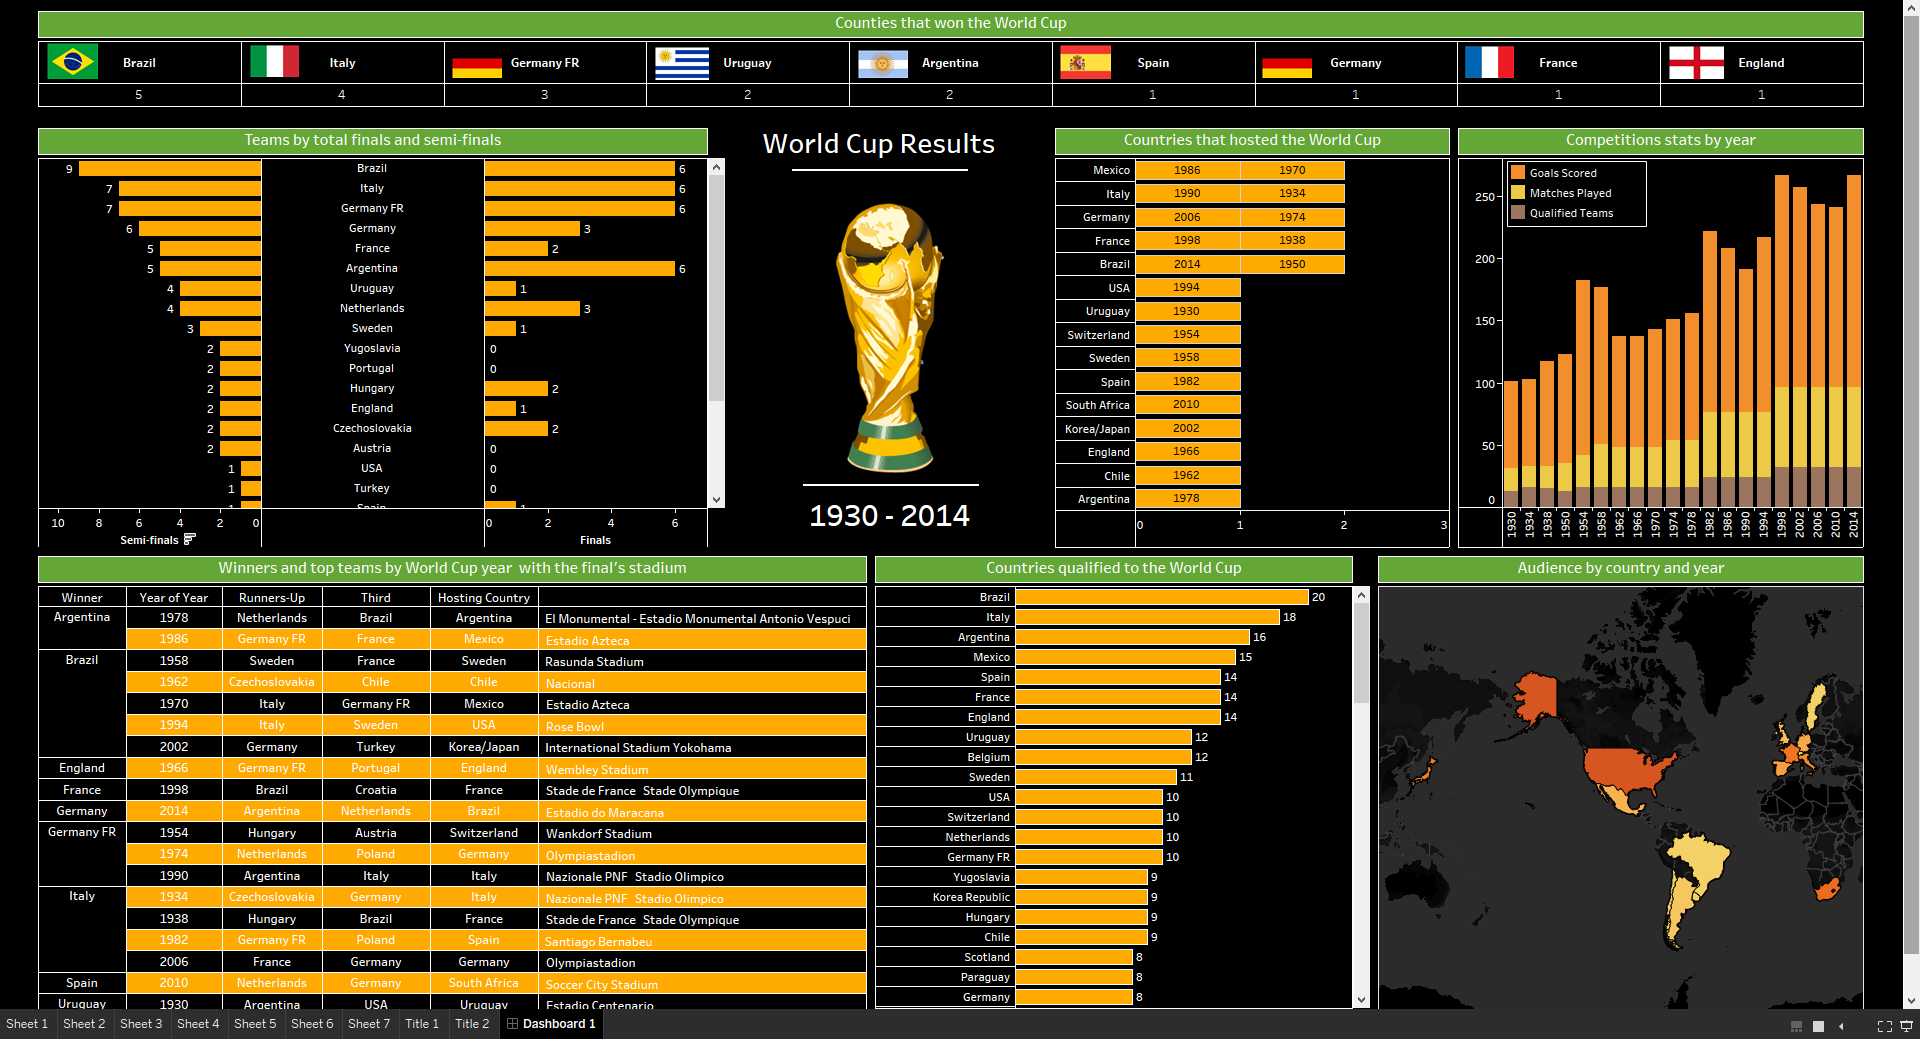 Counties that won the World Cup
Brazil Italy Germany FR Uruguay Argentina Spain Germany France England
5 4 3 2 2 1 1 1 1
Teams by total finals and semi-finals
9 Brazil 6
7 Italy 6
7 Germany FR 6
6 Germany 3
5 France 2
5 Argentina 6
4 Uruguay 1
4 Netherlands 3
3 Sweden 1
2 Yugoslavia 0
2 Portugal 0
2 Hungary 2
2 England 1
2 Czechoslovakia 2
2 Austria 0
1 USA 0
1 Turkey 0
1 Spain 1
10 8 6 4 2 0 0 2 4 6
Semi-finals Finals
World Cup Results
1930 - 2014
Countries that hosted the World Cup
Mexico 1986 1970
Italy 1990 1934
Germany 2006 1974
France 1998 1938
Brazil 2014 1950
USA 1994
Uruguay 1930
Switzerland 1954
Sweden 1958
Spain 1982
South Africa 2010
Korea/Japan 2002
England 1966
Chile 1962
Argentina 1978
0 1 2 3
Competitions stats by year
Goals Scored
Matches Played
Qualified Teams
250
200
150
100
50
0
1930 1934 1938 1950 1954 1958 1962 1966 1970 1974 1978 1982 1986 1990 1994 1998 2002 2006 2010 2014
Winners and top teams by World Cup year with the final's stadium
Winner Year of Year Runners-Up Third Hosting Country
Argentina 1978 Netherlands Brazil Argentina El Monumental - Estadio Monumental Antonio Vespuci
1986 Germany FR France Mexico Estadio Azteca
Brazil 1958 Sweden France Sweden Rasunda Stadium
1962 Czechoslovakia Chile Chile Nacional
1970 Italy Germany FR Mexico Estadio Azteca
1994 Italy Sweden USA Rose Bowl
2002 Germany Turkey Korea/Japan International Stadium Yokohama
England 1966 Germany FR Portugal England Wembley Stadium
France 1998 Brazil Croatia France Stade de France Stade Olympique
Germany 2014 Argentina Netherlands Brazil Estadio do Maracana
Germany FR 1954 Hungary Austria Switzerland Wankdorf Stadium
1974 Netherlands Poland Germany Olympiastadion
1990 Argentina Italy Italy Nazionale PNF Stadio Olimpico
Italy 1934 Czechoslovakia Germany Italy Nazionale PNF Stadio Olimpico
1938 Hungary Brazil France Stade de France Stade Olympique
1982 Germany FR Poland Spain Santiago Bernabeu
2006 France Germany Germany Olympiastadion
Spain 2010 Netherlands Germany South Africa Soccer City Stadium
Uruguay 1930 Argentina USA Uruguay Estadio Centenario
Countries qualified to the World Cup
Brazil 20
Italy 18
Argentina 16
Mexico 15
Spain 14
France 14
England 14
Uruguay 12
Belgium 12
Sweden 11
USA 10
Switzerland 10
Netherlands 10
Germany FR 10
Yugoslavia 9
Korea Republic 9
Hungary 9
Chile 9
Scotland 8
Paraguay 8
Germany 8
Audience by country and year
Sheet 1 Sheet 2 Sheet 3 Sheet 4 Sheet 5 Sheet 6 Sheet 7 Title 1 Title 2 Dashboard 1